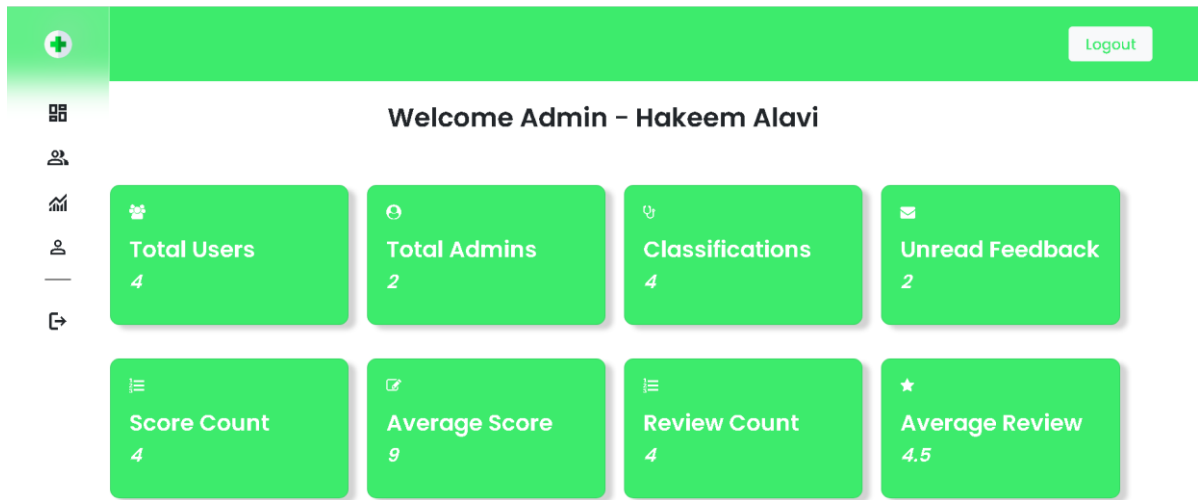 Logout
Welcome Admin - Hakeem Alavi
Total Users
4
Total Admins
2
Classifications
4
Unread Feedback
2
Score Count
4
Average Score
9
Review Count
4
Average Review
4.5